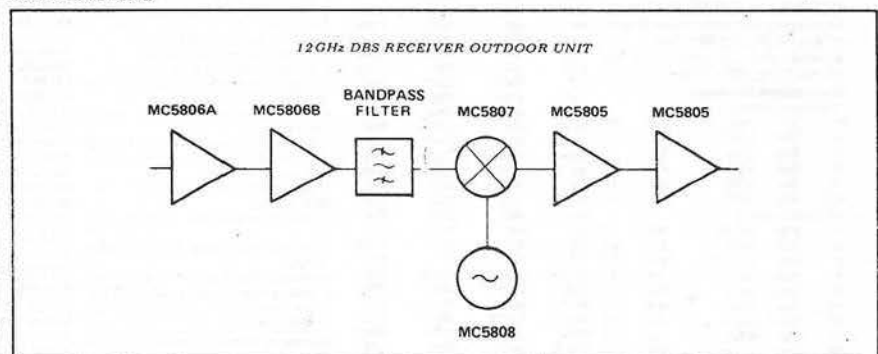 12GHz DBS RECEIVER OUTDOOR UNIT
MC5806A
MC5806B
BANDPASS
FILTER
MC5807
MC5805
MC5805
MC5808